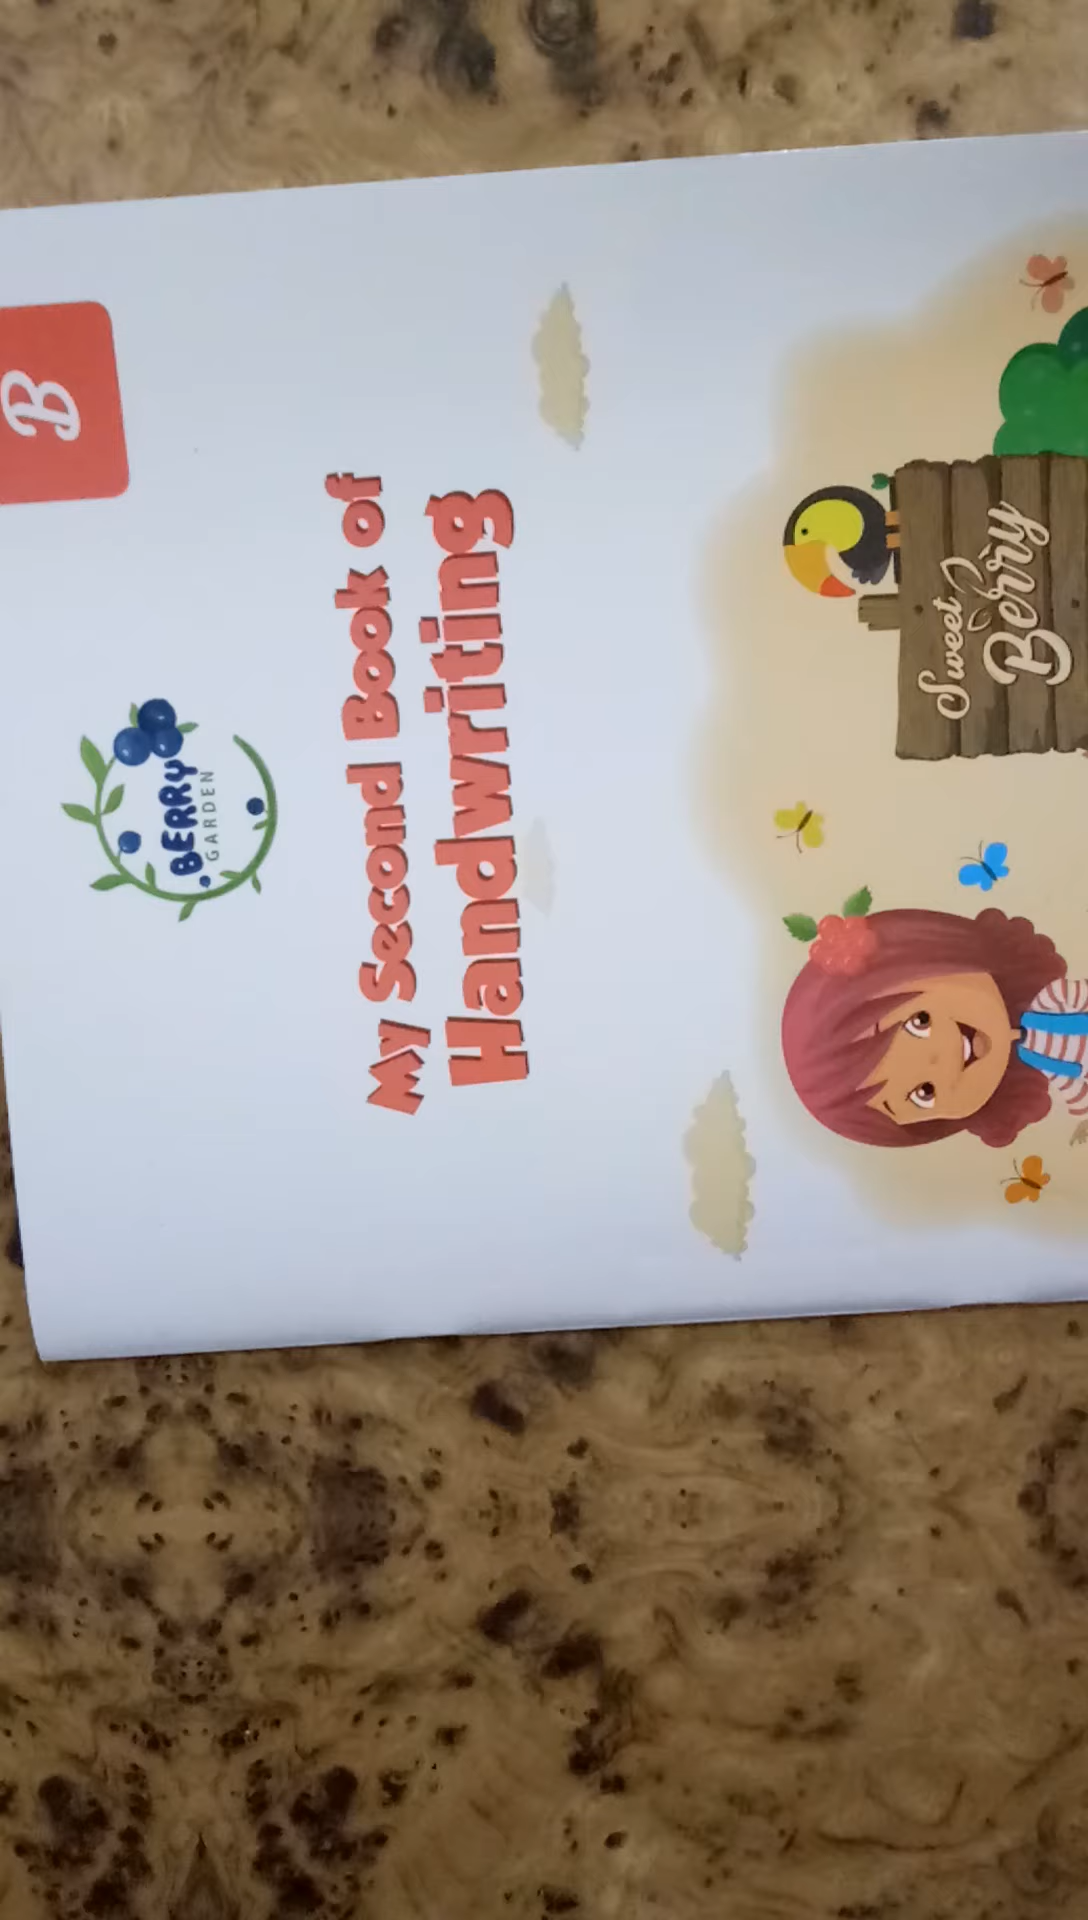 B
BERRY
GARDEN
My Second Book of
Handwriting
Sweet
Berry